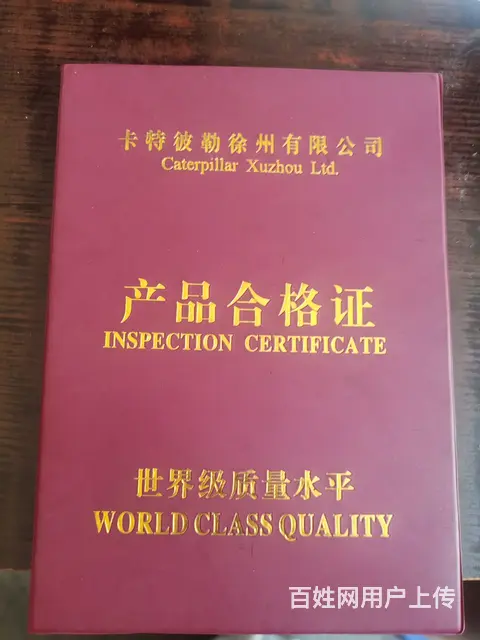 卡特彼勒徐州有限公司
Caterpillar Xuzhou Ltd.
产品合格证
INSPECTION CERTIFICATE
世界级质量水平
WORLD CLASS QUALITY
百姓网用户上传